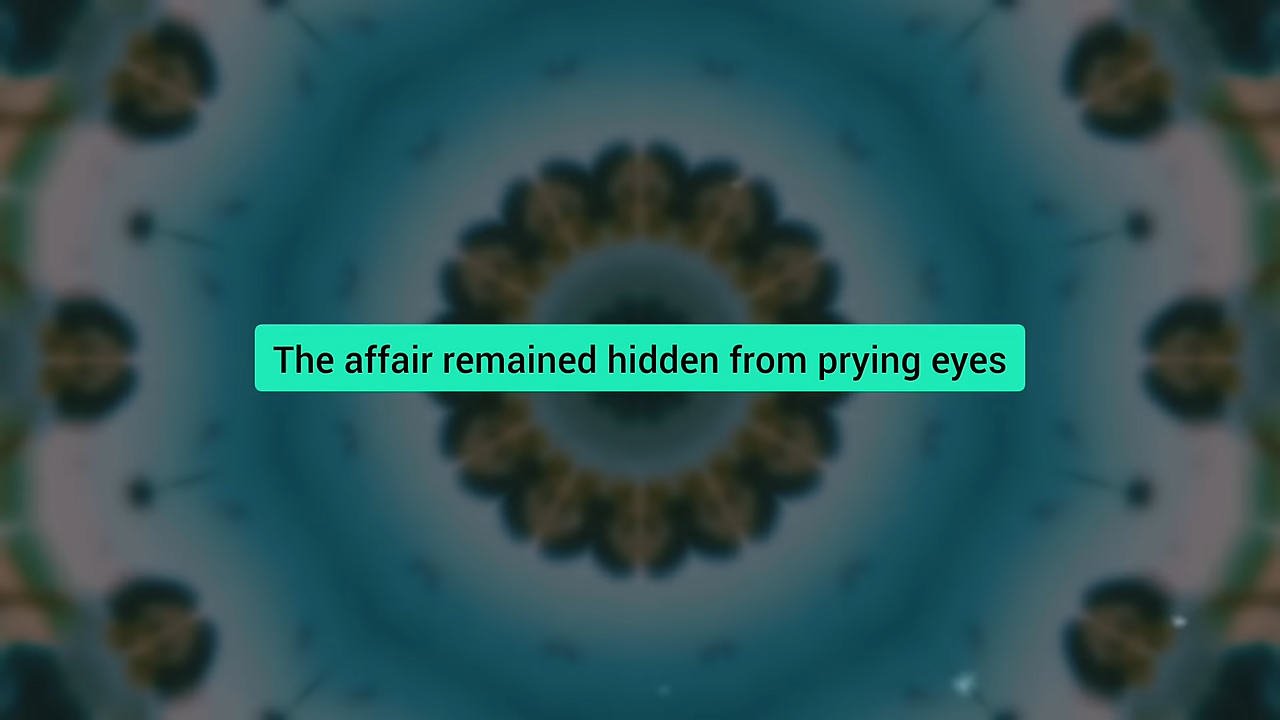 The affair remained hidden from prying eyes